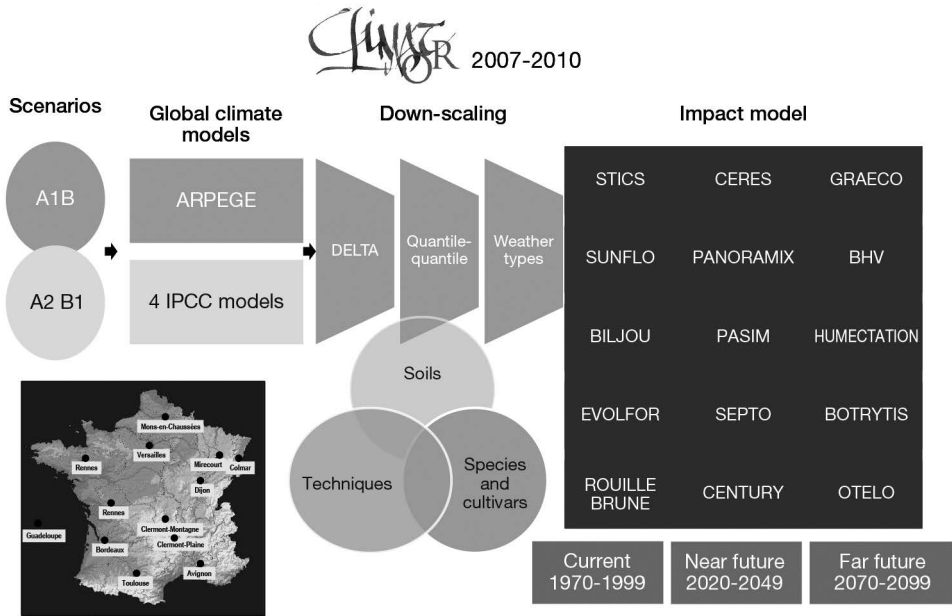 CLIMATOR 2007-2010
Scenarios
Global climate
models
Down-scaling
Impact model
A1B
A2 B1
ARPEGE
4 IPCC models
DELTA
Quantile-
quantile
Weather
types
STICS CERES GRAECO
SUNFLO PANORAMIX BHV
BILJOU PASIM HUMECTATION
EVOLFOR SEPTO BOTRYTIS
ROUILLE
BRUNE
CENTURY OTELO
Soils
Techniques
Species
and
cultivars
Mons-en-Chaussées
Versailles
Rennes
Mirecourt
Colmar
Dijon
Rennes
Clermont-Montagne
Guadeloupe
Bordeaux
Clermont-Plaine
Toulouse
Avignon
Current
1970-1999
Near future
2020-2049
Far future
2070-2099